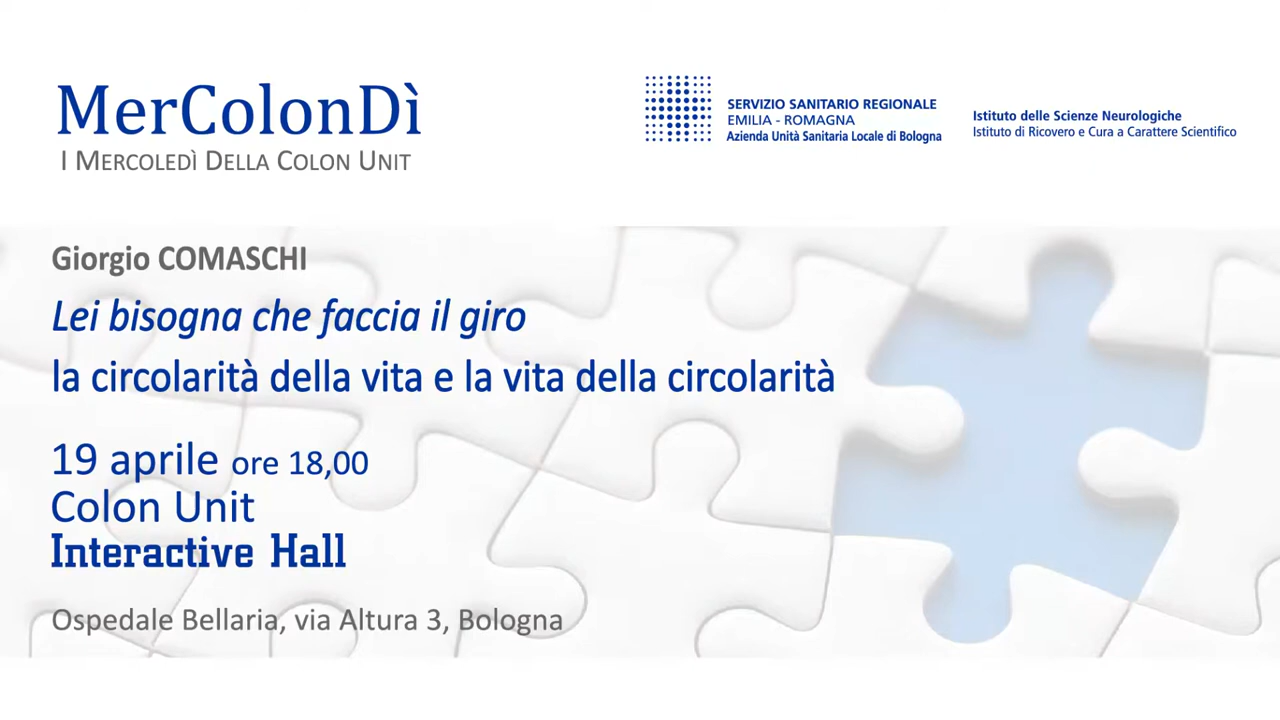 MerColonDì
I Mercoledì Della Colon Unit
SERVIZIO SANITARIO REGIONALE
EMILIA - ROMAGNA
Azienda Unità Sanitaria Locale di Bologna
Istituto delle Scienze Neurologiche
Istituto di Ricovero e Cura a Carattere Scientifico
Giorgio COMASCHI
Lei bisogna che faccia il giro
la circolarità della vita e la vita della circolarità
19 aprile ore 18,00
Colon Unit
Interactive Hall
Ospedale Bellaria, via Altura 3, Bologna